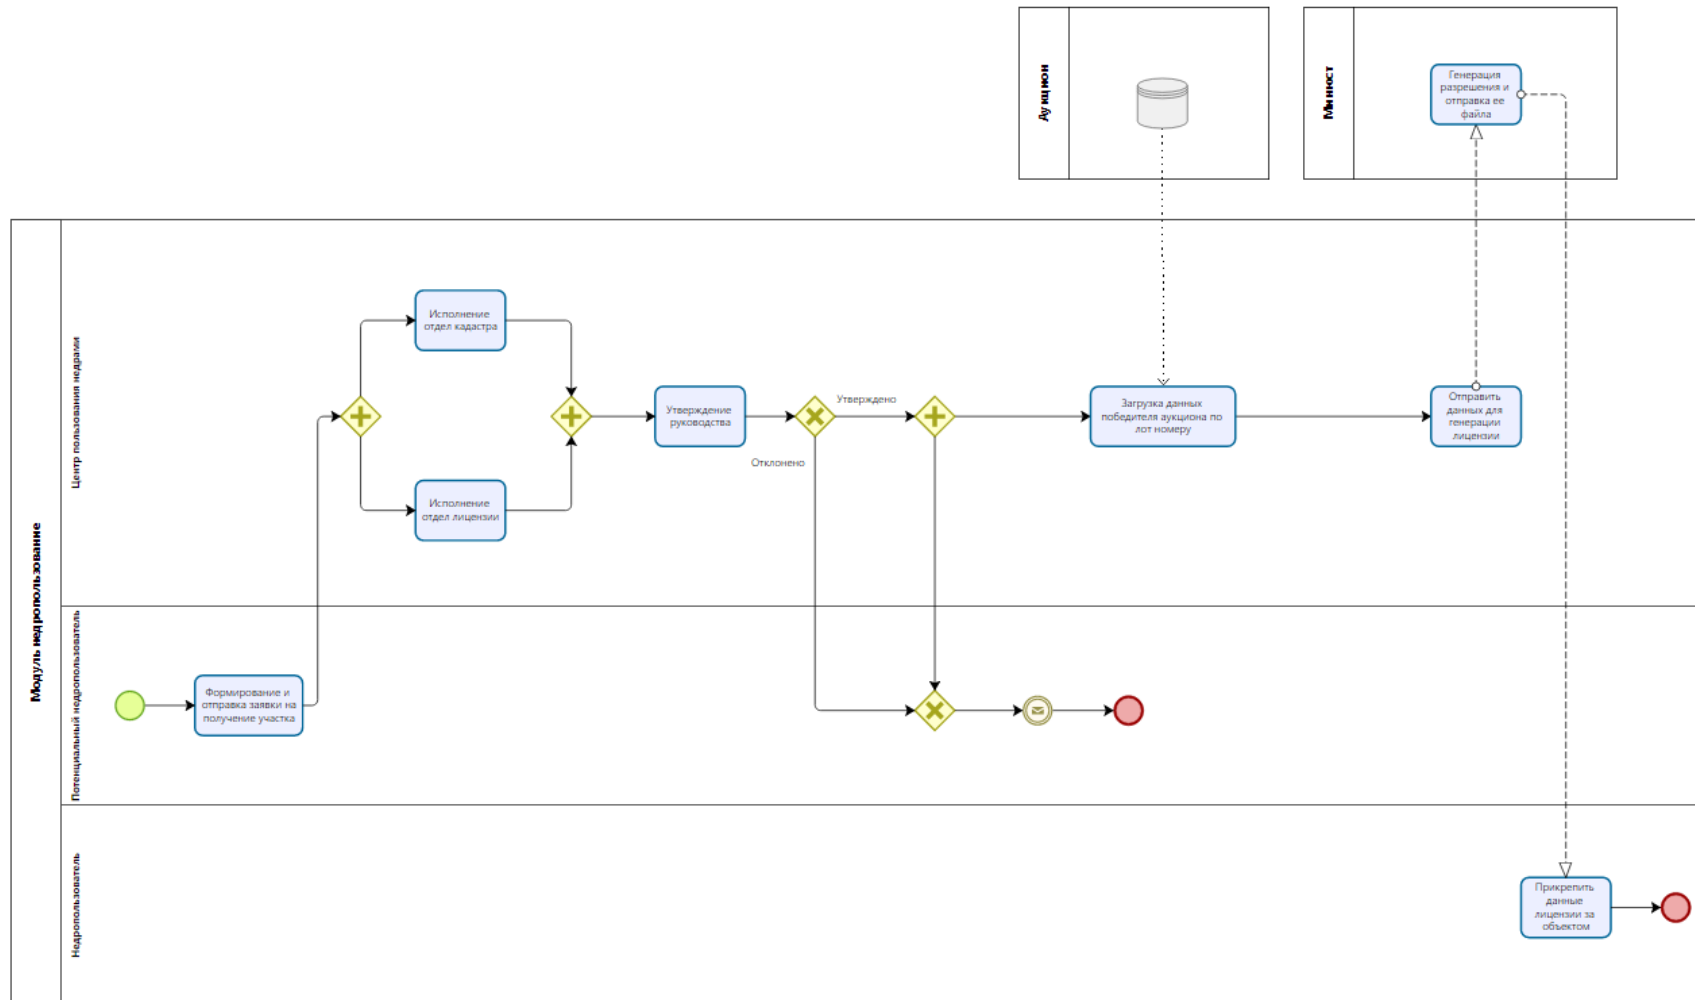 Аукцион
Минюст
Генерация
разрешения и
отправка ее
файла
Модуль недропользование
Центр пользования недрами
Исполнение
отдел кадастра
Исполнение
отдел лицензии
Утверждение
руководства
Утверждено
Отклонено
Загрузка данных
победителя аукциона по
лот номеру
Отправить
данных для
генерации
лицензии
Потенциальный недропользователь
Формирование и
отправка заявки на
получение участка
Недропользователь
Прикрепить
данные
лицензии за
объектом